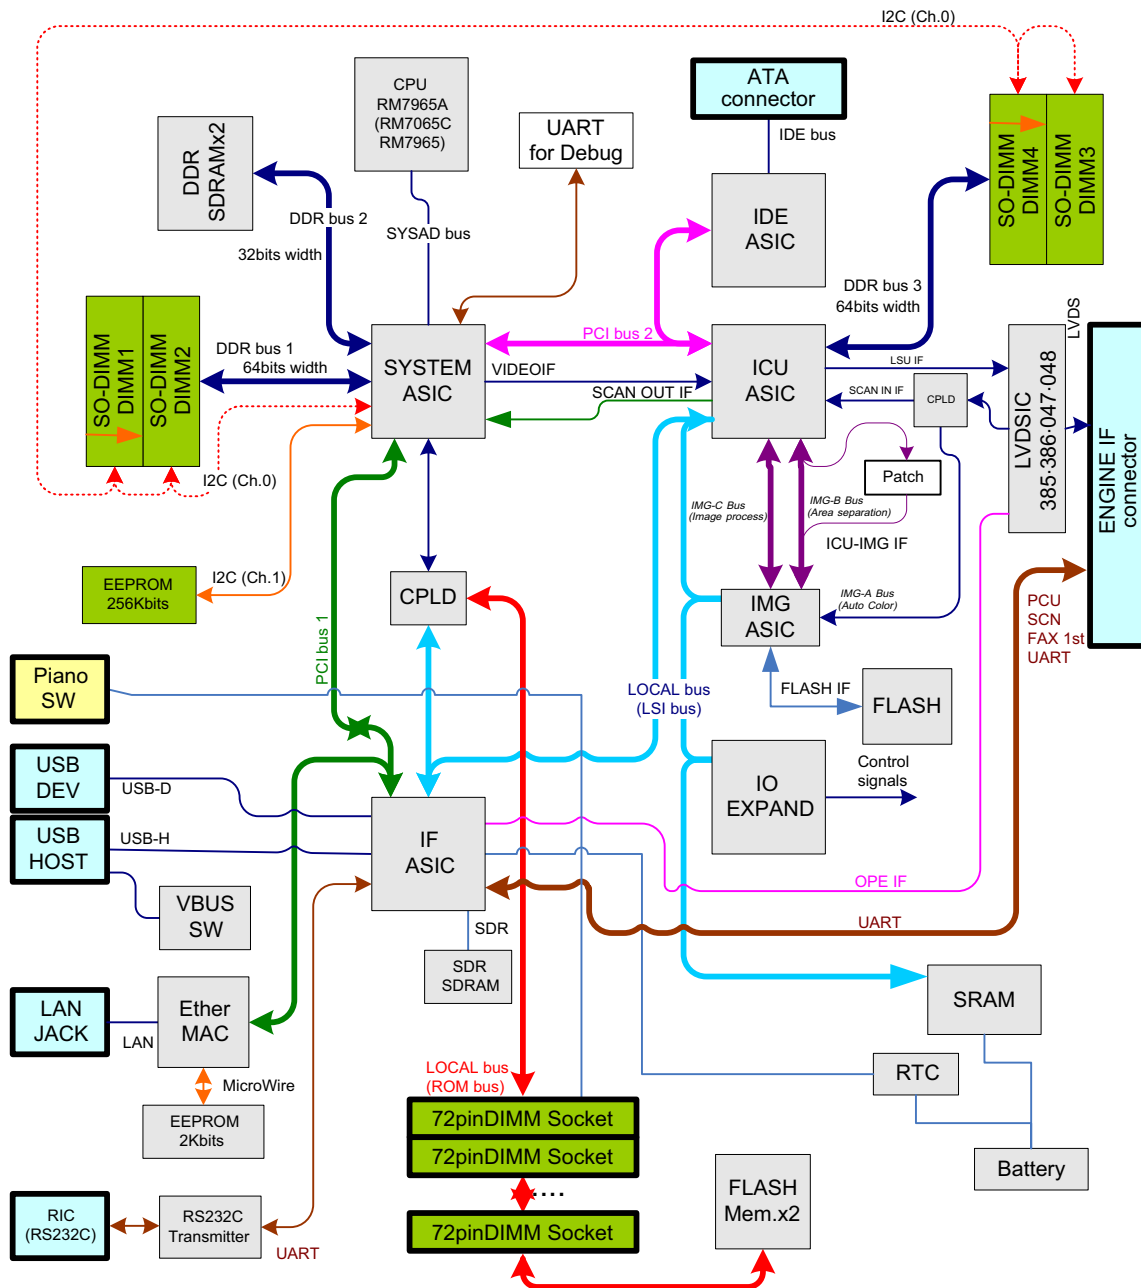 I2C (Ch.0)
CPU
RM7965A
(RM7065C
RM7965)
ATA
connector
UART
for Debug
IDE bus
DDR
SDRAMx2
SO-DIMM
DIMM4
SO-DIMM
DIMM3
IDE
ASIC
DDR bus 2
32bits width
SYSAD bus
DDR bus 3
64bits width
LVDS
SO-DIMM
DIMM1
SO-DIMM
DIMM2
DDR bus 1
64bits width
SYSTEM
ASIC
PCI bus 2
VIDEOIF
SCAN OUT IF
ICU
ASIC
LSU IF
SCAN IN IF
CPLD
LVDSIC
385·386·047·048
ENGINE IF
connector
I2C (Ch.0)
IMG-C Bus
(Image process)
IMG-B Bus
(Area separation)
Patch
ICU-IMG IF
EEPROM
256Kbits
I2C (Ch.1)
CPLD
IMG
ASIC
IMG-A Bus
(Auto Color)
PCU
SCN
FAX 1st
UART
PCI bus 1
Piano
SW
LOCAL bus
(LSI bus)
FLASH IF
FLASH
USB
DEV
USB-D
IO
EXPAND
Control
signals
USB
HOST
USB-H
IF
ASIC
OPE IF
VBUS
SW
UART
SDR
SDR
SDRAM
LAN
JACK
LAN
Ether
MAC
SRAM
MicroWire
LOCAL bus
(ROM bus)
RTC
EEPROM
2Kbits
72pinDIMM Socket
72pinDIMM Socket
.....
72pinDIMM Socket
FLASH
Mem.x2
Battery
RIC
(RS232C)
RS232C
Transmitter
UART